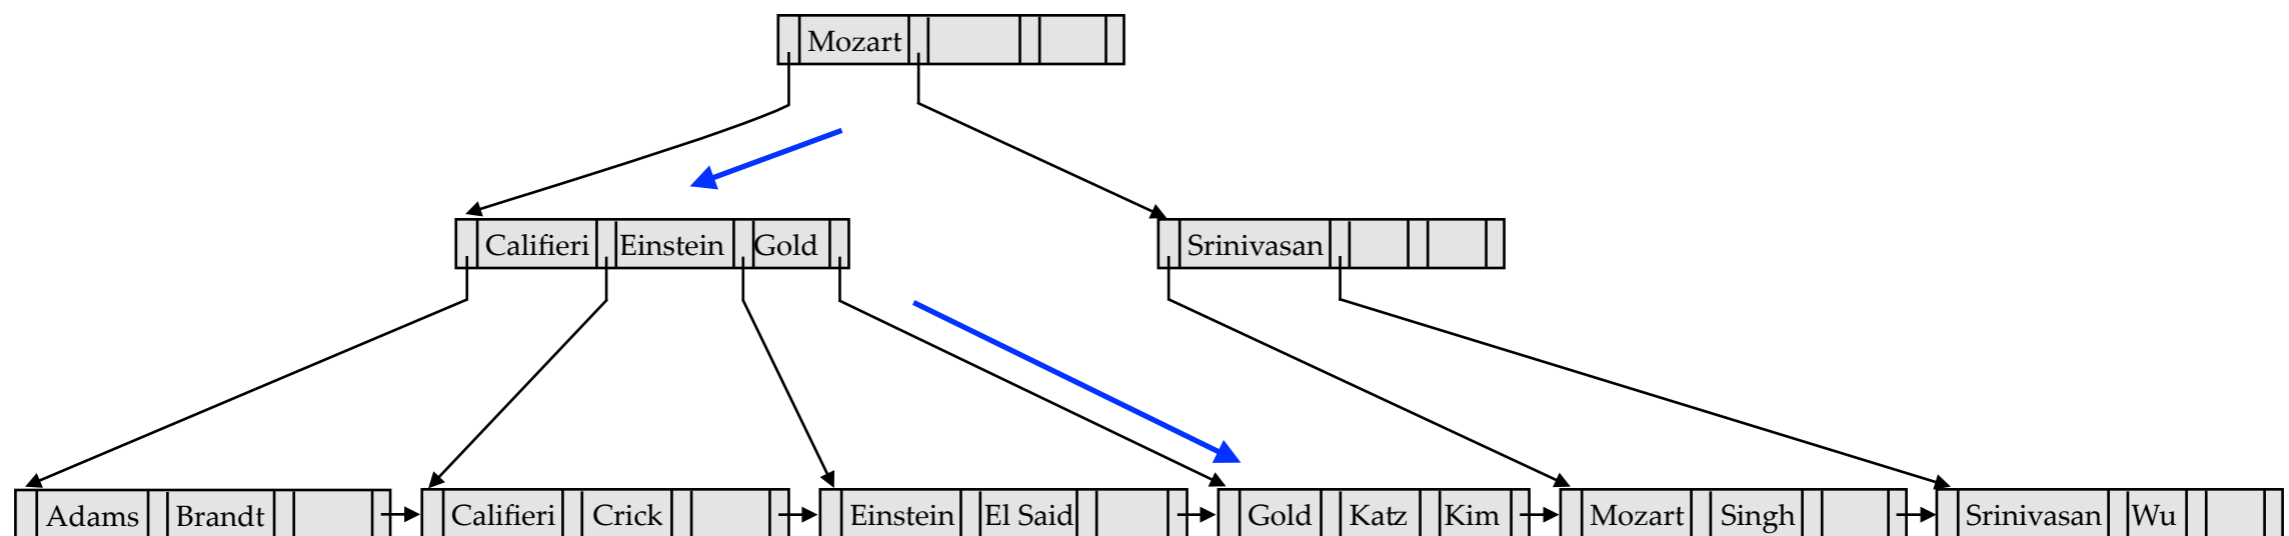 Mozart
Califieri Einstein Gold Srinivasan
Adams Brandt Califieri Crick Einstein El Said Gold Katz Kim Mozart Singh Srinivasan Wu